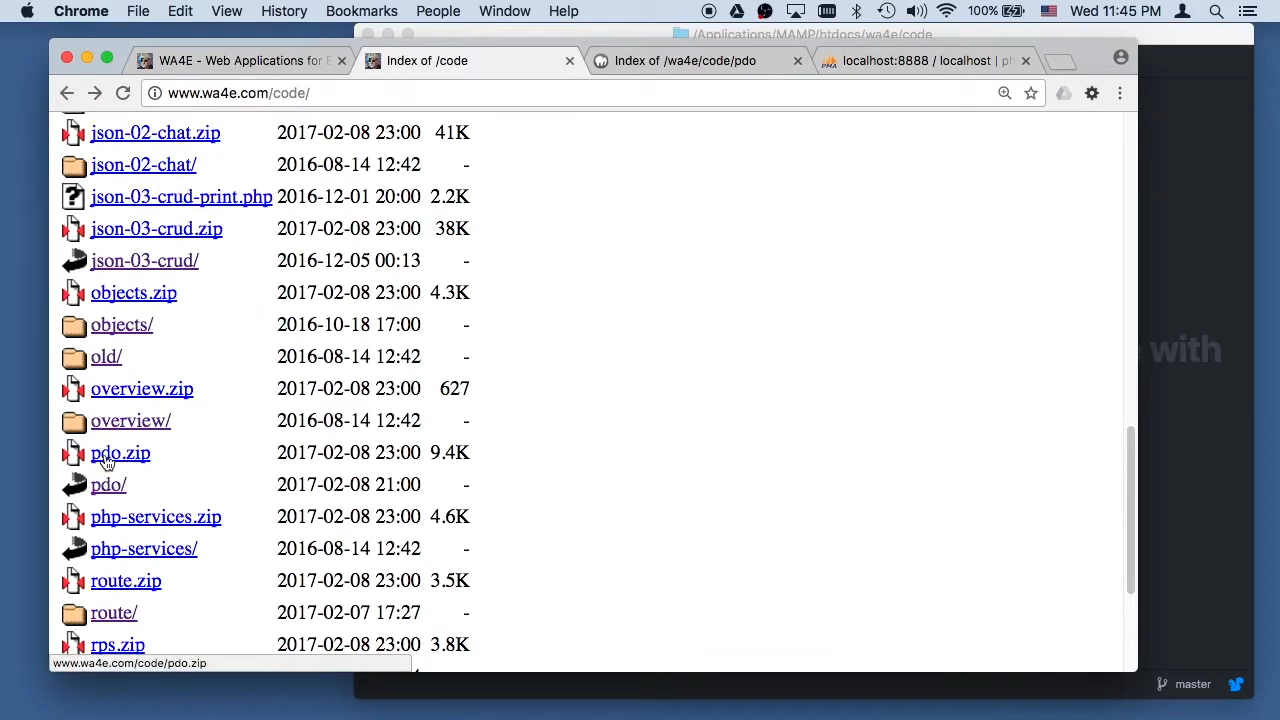 Chrome File Edit View History Bookmarks People Window Help 100% Wed 11:45 PM
/Applications/MAMP/htdocs/wa4e/code
WA4E - Web Applications for E Index of /code Index of /wa4e/code/pdo localhost:8888 / localhost | ph
www.wa4e.com/code/
json-02-chat.zip 2017-02-08 23:00 41K
json-02-chat/ 2016-08-14 12:42 -
json-03-crud-print.php 2016-12-01 20:00 2.2K
json-03-crud.zip 2017-02-08 23:00 38K
json-03-crud/ 2016-12-05 00:13 -
objects.zip 2017-02-08 23:00 4.3K
objects/ 2016-10-18 17:00 -
old/ 2016-08-14 12:42 -
with
overview.zip 2017-02-08 23:00 627
overview/ 2016-08-14 12:42 -
pdo.zip 2017-02-08 23:00 9.4K
pdo/ 2017-02-08 21:00 -
php-services.zip 2017-02-08 23:00 4.6K
php-services/ 2016-08-14 12:42 -
route.zip 2017-02-08 23:00 3.5K
route/ 2017-02-07 17:27 -
rps.zip 2017-02-08 23:00 3.8K
www.wa4e.com/code/pdo.zip
master